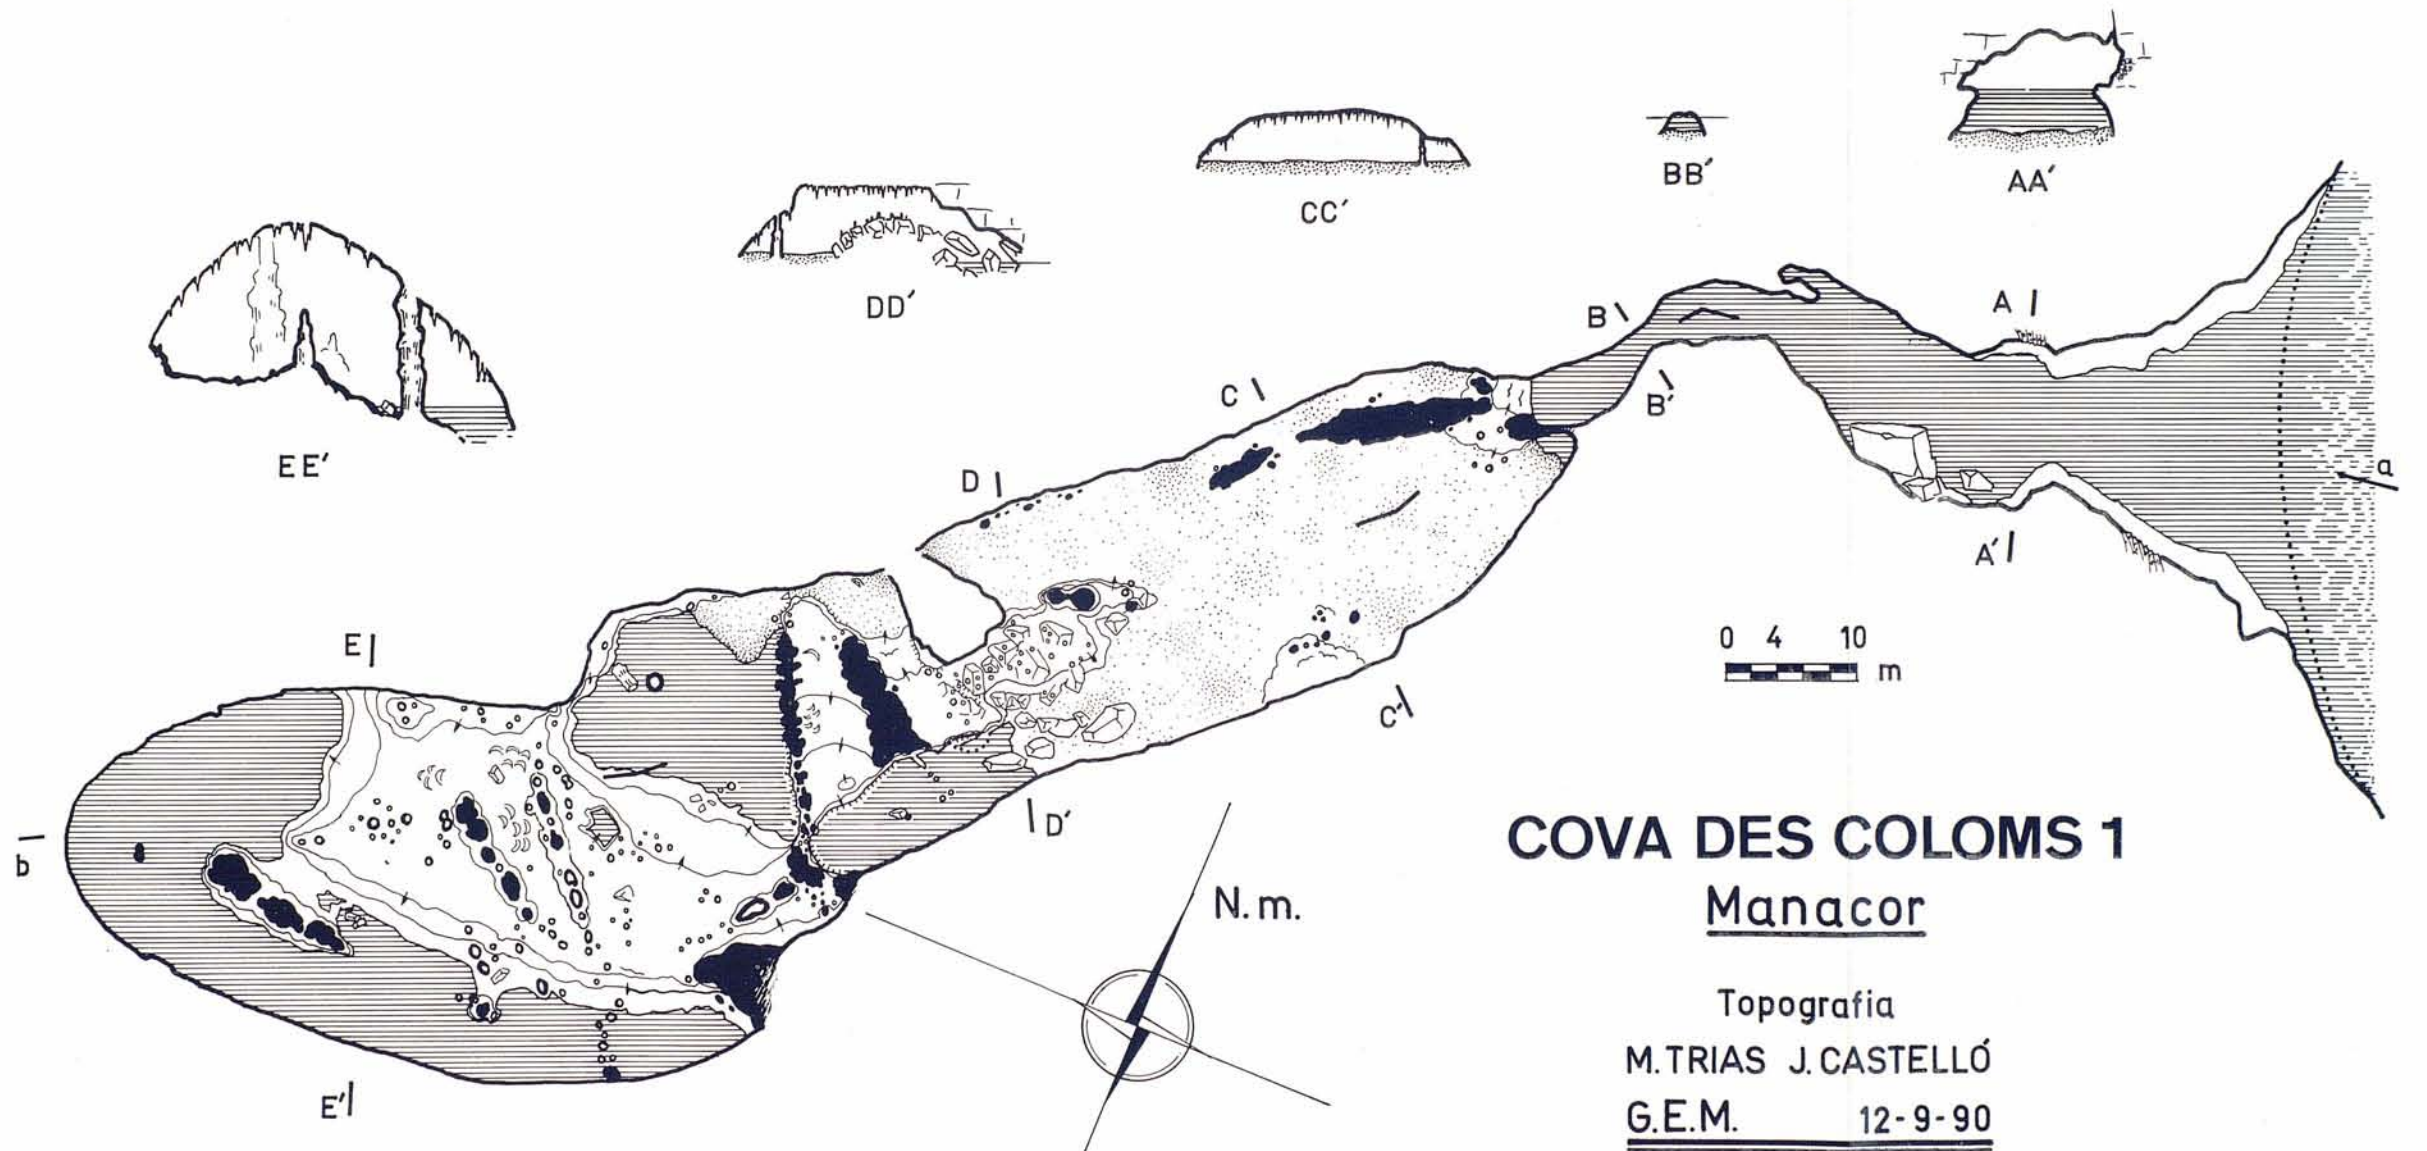 AA′
BB′
CC′
DD′
EE′
A
B
a
C
B′
D
A′
0 4 10
m
E
C′
D′
b
E′
N.m.
COVA DES COLOMS 1
Manacor
Topografia
M.TRIAS J.CASTELLÓ
G.E.M. 12-9-90